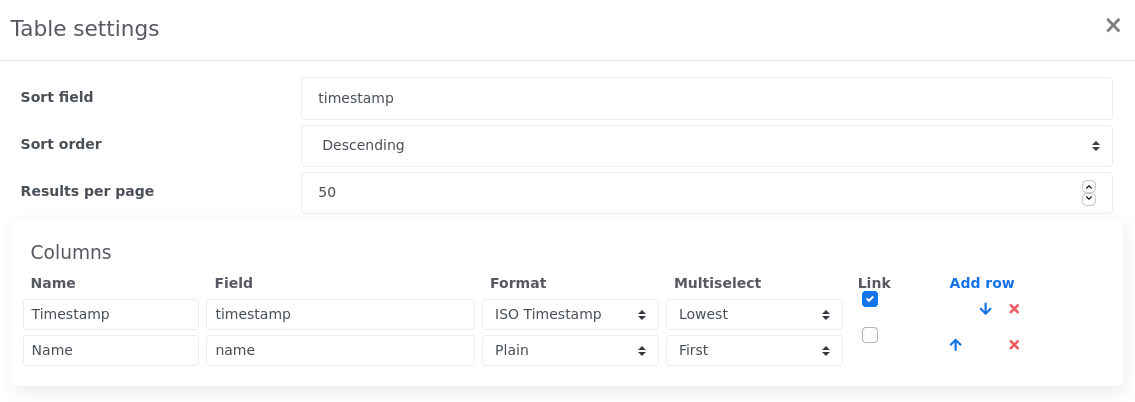 Table settings
Sort field timestamp
Sort order Descending
Results per page 50
Columns
Name Field Format Multiselect Link Add row
Timestamp timestamp ISO Timestamp Lowest
Name name Plain First